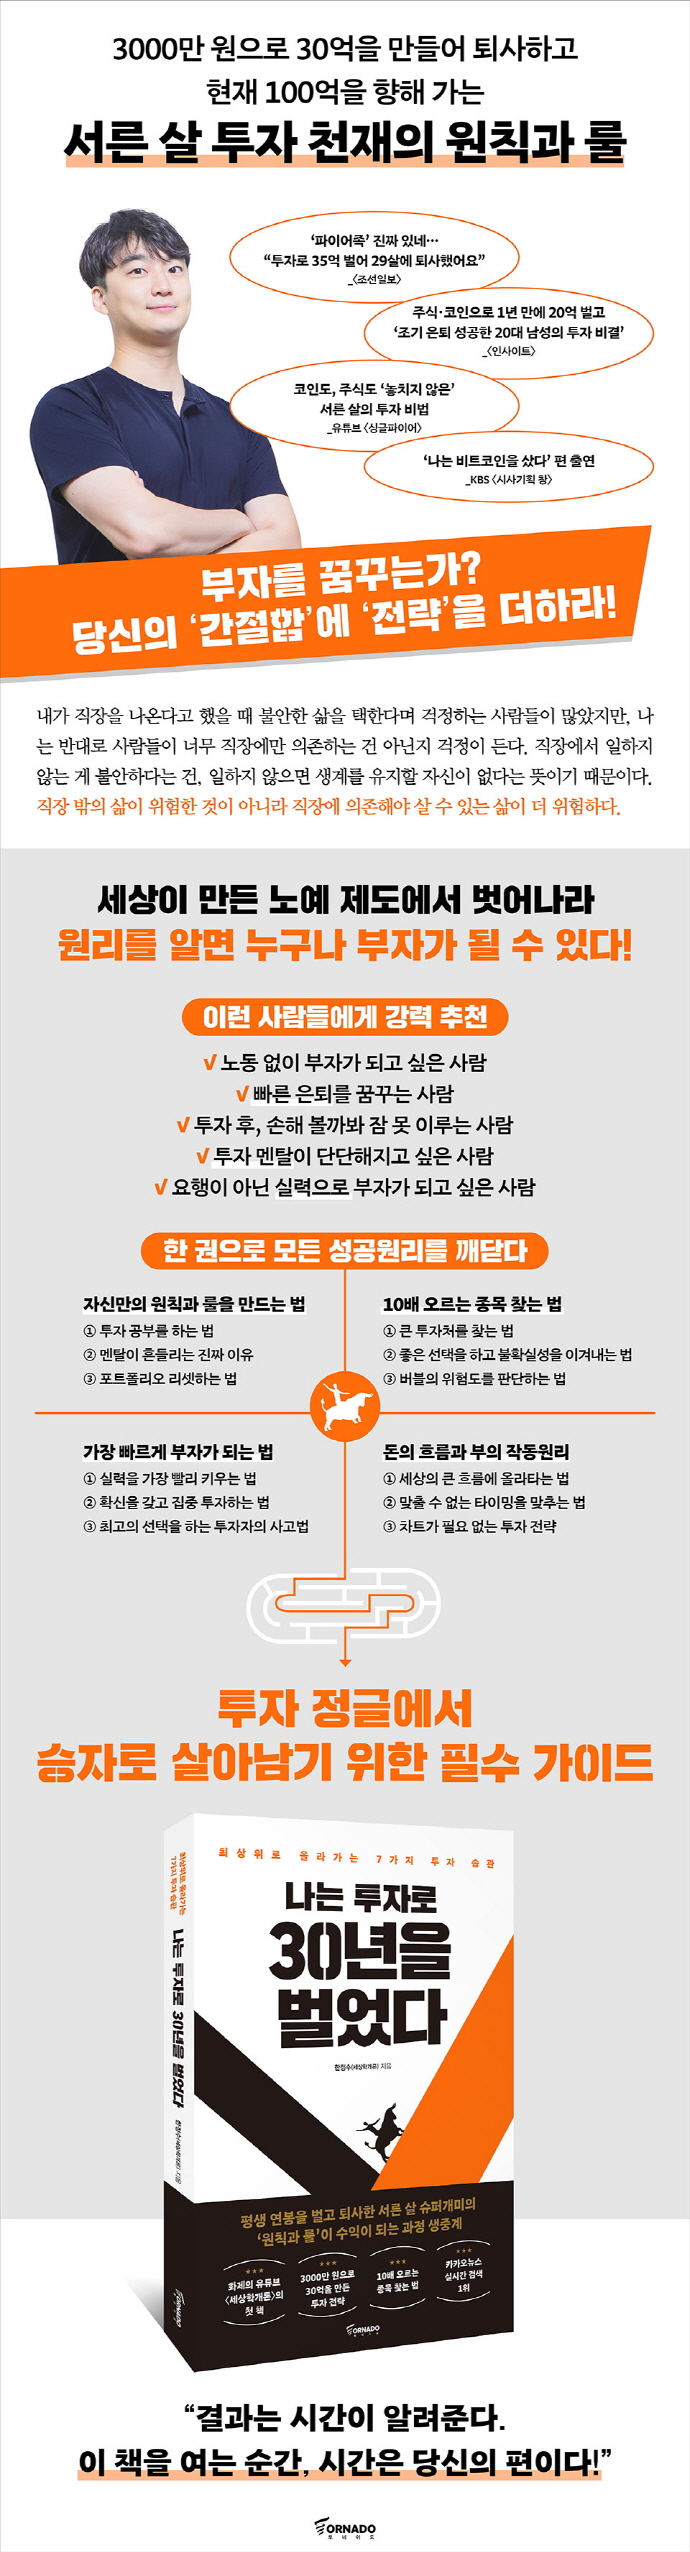 3000만 원으로 30억을 만들어 퇴사하고
현재 100억을 향해 가는
서른 살 투자 천재의 원칙과 룰
‘파이어족’ 진짜 있네…
“투자로 35억 벌어 29살에 퇴사했어요”
_〈조선일보〉
주식·코인으로 1년 만에 20억 벌고
‘조기 은퇴 성공한 20대 남성의 투자 비결’
_〈인사이트〉
코인도, 주식도 ‘놓치지 않은’
서른 살의 투자 비법
_유튜브 〈싱글파이어〉
‘나는 비트코인을 샀다’ 편 출연
_KBS 〈시사기획 창〉
부자를 꿈꾸는가?
당신의 ‘간절함’에 ‘전략’을 더하라!
내가 직장을 나온다고 했을 때 불안한 삶을 택한다며 걱정하는 사람들이 많았지만, 나
는 반대로 사람들이 너무 직장에만 의존하는 건 아닌지 걱정이 든다. 직장에서 일하지
않는 게 불안하다는 건, 일하지 않으면 생계를 유지할 자신이 없다는 뜻이기 때문이다.
직장 밖의 삶이 위험한 것이 아니라 직장에 의존해야 살 수 있는 삶이 더 위험하다.
세상이 만든 노예 제도에서 벗어나라
원리를 알면 누구나 부자가 될 수 있다!
이런 사람들에게 강력 추천
√ 노동 없이 부자가 되고 싶은 사람
√ 빠른 은퇴를 꿈꾸는 사람
√ 투자 후, 손해 볼까봐 잠 못 이루는 사람
√ 투자 멘탈이 단단해지고 싶은 사람
√ 요행이 아닌 실력으로 부자가 되고 싶은 사람
한 권으로 모든 성공원리를 깨닫다
자신만의 원칙과 룰을 만드는 법
① 투자 공부를 하는 법
② 멘탈이 흔들리는 진짜 이유
③ 포트폴리오 리셋하는 법
10배 오르는 종목 찾는 법
① 큰 투자처를 찾는 법
② 좋은 선택을 하고 불확실성을 이겨내는 법
③ 버블의 위험도를 판단하는 법
가장 빠르게 부자가 되는 법
① 실력을 가장 빨리 키우는 법
② 확신을 갖고 집중 투자하는 법
③ 최고의 선택을 하는 투자자의 사고법
돈의 흐름과 부의 작동원리
① 세상의 큰 흐름에 올라타는 법
② 맞출 수 없는 타이밍을 맞추는 법
③ 차트가 필요 없는 투자 전략
투자 정글에서
승자로 살아남기 위한 필수 가이드
최상위로 올라가는
7가지 투자 습관
나는 투자로 30년을 벌었다
한정수(세상학개론) 지음
TORNADO
최상위로 올라가는 7가지 투자 습관
나는 투자로
30년을
벌었다
한정수(세상학개론) 지음
평생 연봉을 벌고 퇴사한 서른 살 슈퍼개미의
‘원칙과 룰’이 수익이 되는 과정 생중계
★★★
화제의 유튜브
〈세상학개론〉의
첫 책
★★★
3000만 원으로
30억을 만든
투자 전략
★★★
10배 오르는
종목 찾는 법
★★★
카카오뉴스
실시간 검색
1위
TORNADO
토네이도
“결과는 시간이 알려준다.
이 책을 여는 순간, 시간은 당신의 편이다!”
TORNADO
토네이도